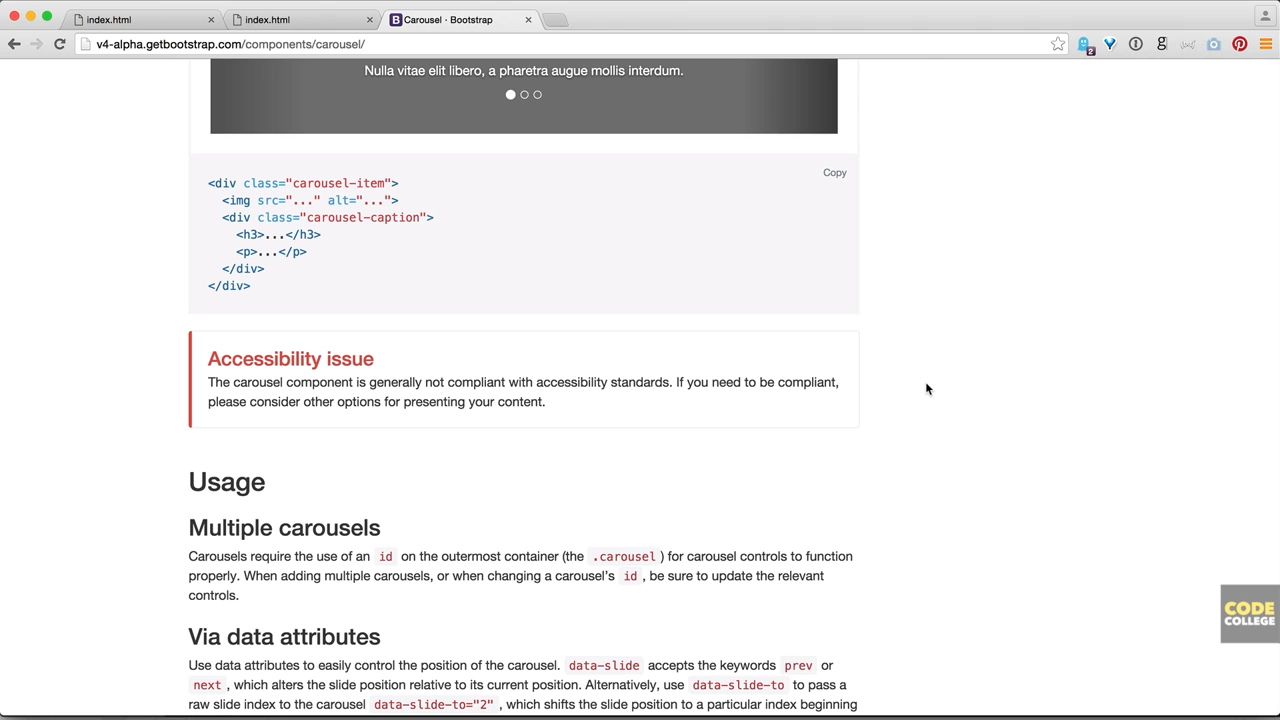 index.html
index.html
Carousel · Bootstrap
v4-alpha.getbootstrap.com/components/carousel/
2
g
Nulla vitae elit libero, a pharetra augue mollis interdum.
Copy
<div class="carousel-item">
<img src="..." alt="...">
<div class="carousel-caption">
<h3>...</h3>
<p>...</p>
</div>
</div>
Accessibility issue
The carousel component is generally not compliant with accessibility standards. If you need to be compliant,
please consider other options for presenting your content.
Usage
Multiple carousels
Carousels require the use of an id on the outermost container (the .carousel ) for carousel controls to function
properly. When adding multiple carousels, or when changing a carousel's id , be sure to update the relevant
controls.
CODE
COLLEGE
Via data attributes
Use data attributes to easily control the position of the carousel. data-slide accepts the keywords prev or
next , which alters the slide position relative to its current position. Alternatively, use data-slide-to to pass a
raw slide index to the carousel data-slide-to="2" , which shifts the slide position to a particular index beginning